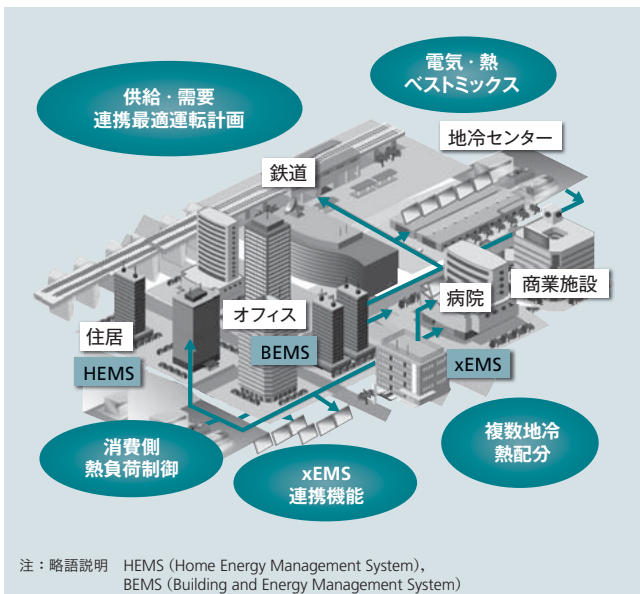 電気・熱
ベストミックス
供給・需要
連携最適運転計画
地冷センター
鉄道
商業施設
病院
オフィス
住居
BEMS
xEMS
HEMS
消費側
熱負荷制御
複数地冷
熱配分
xEMS
連携機能
注：略語説明 HEMS（Home Energy Management System），
BEMS（Building and Energy Management System）